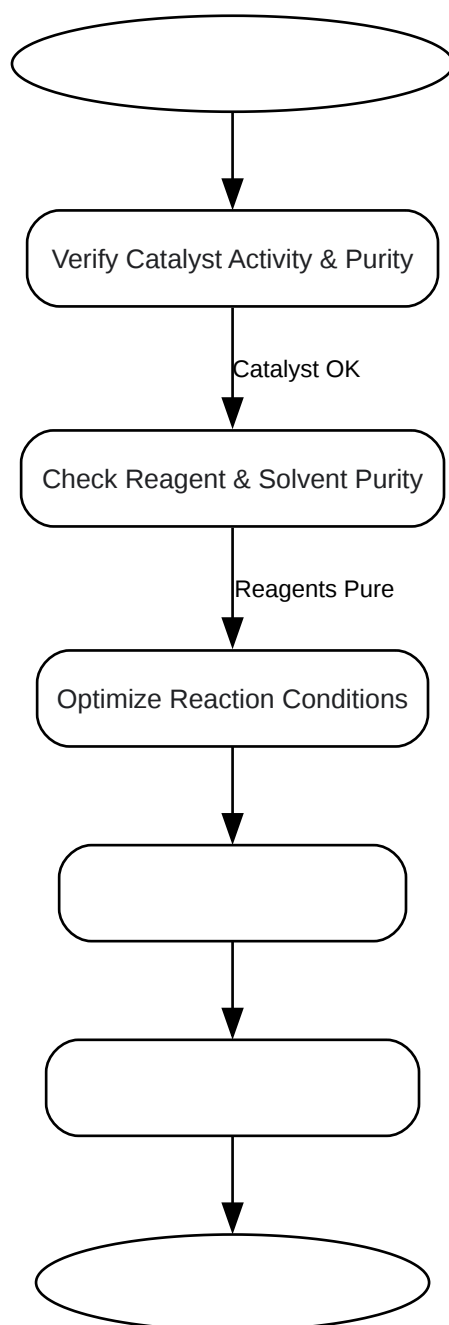 Verify Catalyst Activity & Purity
Catalyst OK
Check Reagent & Solvent Purity
Reagents Pure
Optimize Reaction Conditions